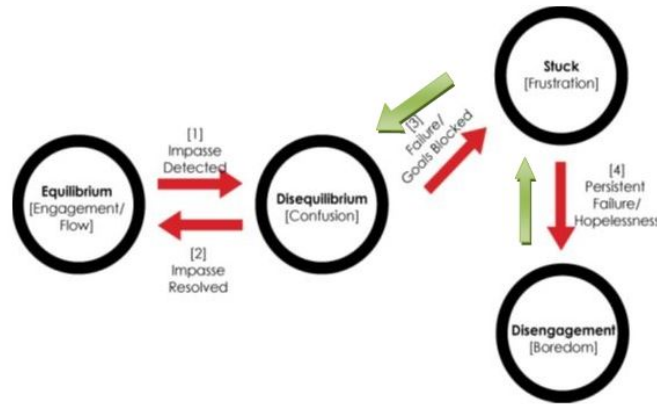 Equilibrium
[Engagement/
Flow]
[1]
Impasse
Detected
[2]
Impasse
Resolved
Disequilibrium
[Confusion]
[3]
Failure/
Goals Blocked
Stuck
[Frustration]
[4]
Persistent
Failure/
Hopelessness
Disengagement
[Boredom]